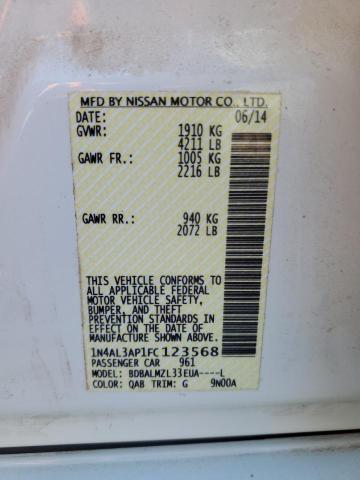 MFD BY NISSAN MOTOR CO., LTD.
DATE: 06/14
GVWR: 1910 KG
4211 LB
GAWR FR.: 1005 KG
2216 LB
GAWR RR.: 940 KG
2072 LB
THIS VEHICLE CONFORMS TO
ALL APPLICABLE FEDERAL
MOTOR VEHICLE SAFETY,
BUMPER, AND THEFT
PREVENTION STANDARDS
IN EFFECT ON THE DATE OF
MANUFACTURE SHOWN ABOVE.
1N4AL3AP1FC123568
PASSENGER CAR 961
MODEL: BDBALMZL33EUA----L
COLOR: QAB TRIM: G 9N00A